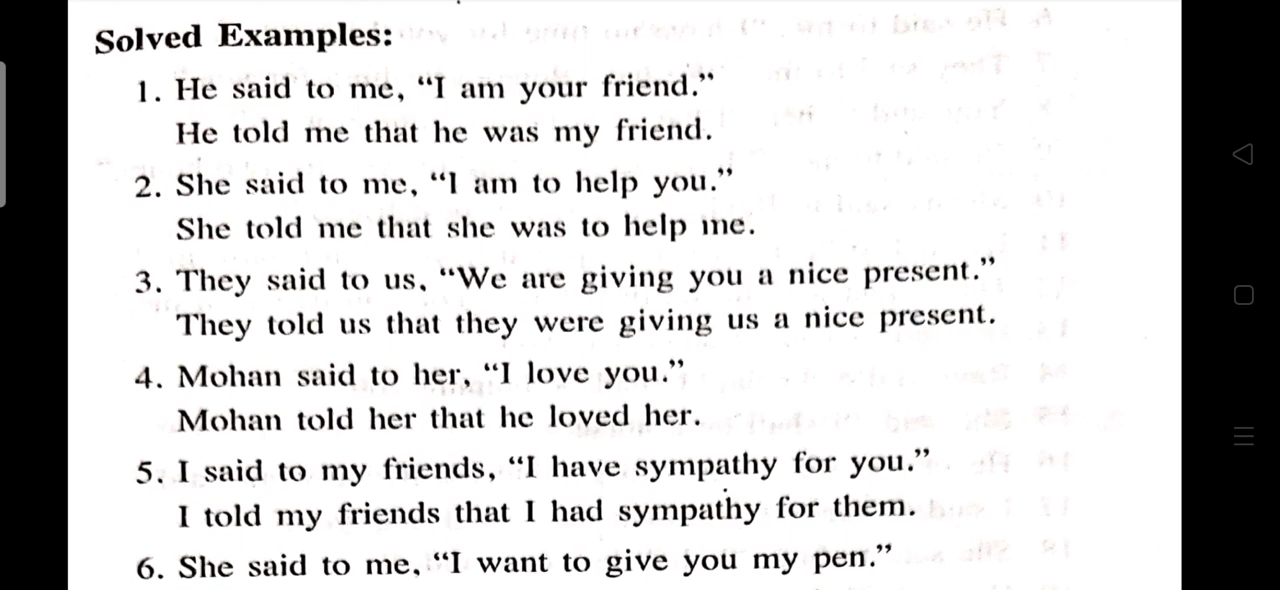 Solved Examples:
1. He said to me, “I am your friend.”
He told me that he was my friend.
2. She said to me, “I am to help you.”
She told me that she was to help me.
3. They said to us, “We are giving you a nice present.”
They told us that they were giving us a nice present.
4. Mohan said to her, “I love you.”
Mohan told her that he loved her.
5. I said to my friends, “I have sympathy for you.”
I told my friends that I had sympathy for them.
6. She said to me, “I want to give you my pen.”